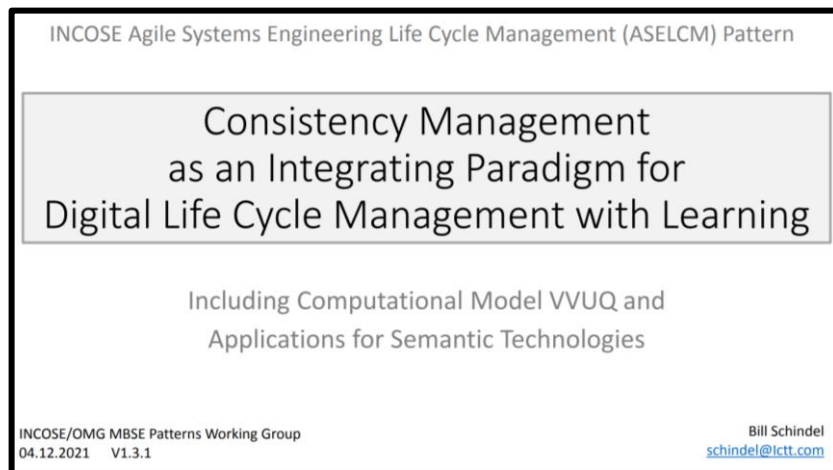 INCOSE Agile Systems Engineering Life Cycle Management (ASELCM) Pattern
Consistency Management
as an Integrating Paradigm for
Digital Life Cycle Management with Learning
Including Computational Model VVUQ and
Applications for Semantic Technologies
INCOSE/OMG MBSE Patterns Working Group
04.12.2021 V1.3.1
Bill Schindel
schindel@Ictt.com